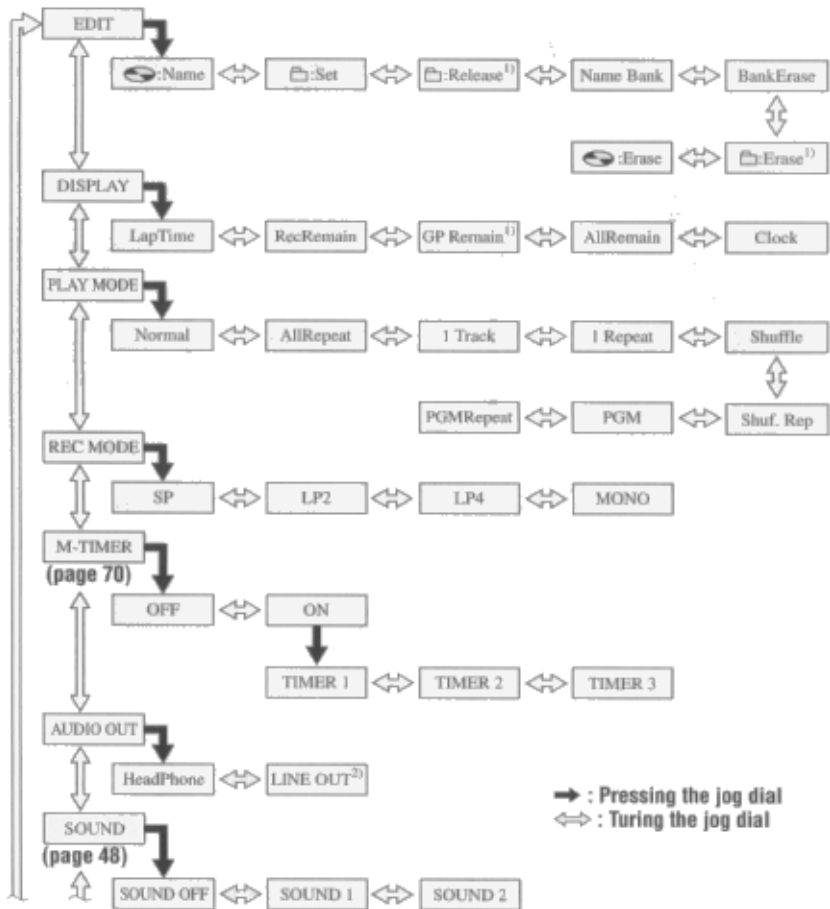 EDIT
:Name :Set :Release1) Name Bank BankErase
:Erase :Erase1)
DISPLAY
LapTime RecRemain GP Remain1) AllRemain Clock
PLAY MODE
Normal AllRepeat 1 Track 1 Repeat Shuffle
PGMRepeat PGM Shuf. Rep
REC MODE
SP LP2 LP4 MONO
M-TIMER
(page 70)
OFF ON
TIMER 1 TIMER 2 TIMER 3
AUDIO OUT
HeadPhone LINE OUT2)
: Pressing the jog dial
: Turing the jog dial
SOUND
(page 48)
SOUND OFF SOUND 1 SOUND 2